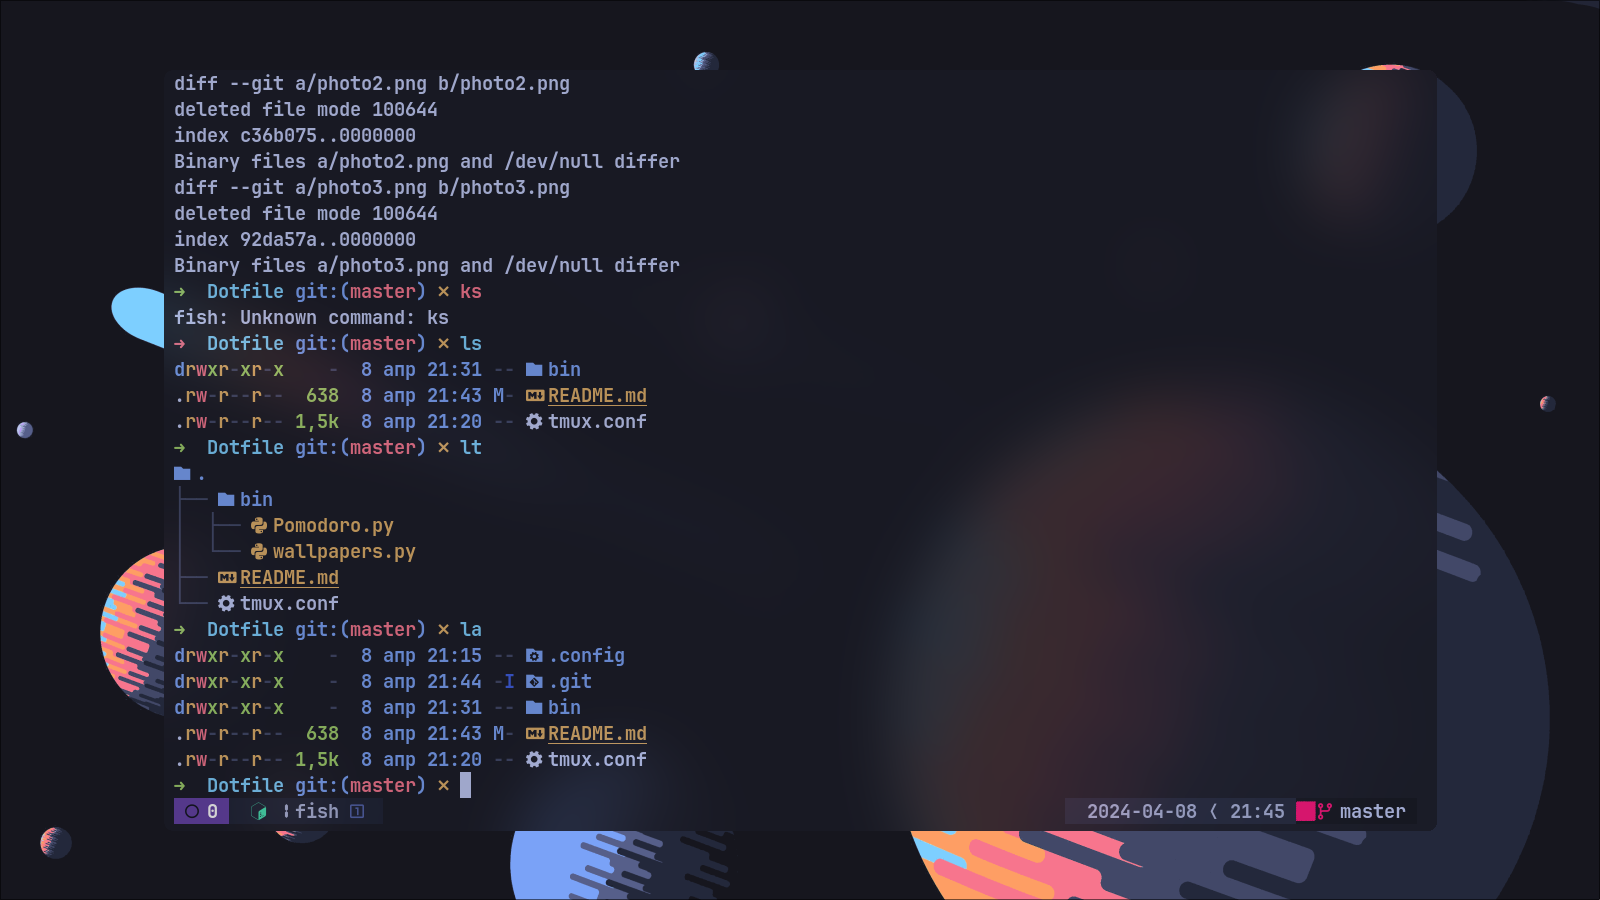 diff --git a/photo2.png b/photo2.png
deleted file mode 100644
index c36b075..0000000
Binary files a/photo2.png and /dev/null differ
diff --git a/photo3.png b/photo3.png
deleted file mode 100644
index 92da57a..0000000
Binary files a/photo3.png and /dev/null differ
→ Dotfile git:(master) × ks
fish: Unknown command: ks
→ Dotfile git:(master) × ls
drwxr-xr-x - 8 апр 21:31 -- bin
.rw-r--r-- 638 8 апр 21:43 M- README.md
.rw-r--r-- 1,5k 8 апр 21:20 -- tmux.conf
→ Dotfile git:(master) × lt
.
├── bin
│ ├── Pomodoro.py
│ └── wallpapers.py
├── README.md
└── tmux.conf
→ Dotfile git:(master) × la
drwxr-xr-x - 8 апр 21:15 -- .config
drwxr-xr-x - 8 апр 21:44 -I .git
drwxr-xr-x - 8 апр 21:31 -- bin
.rw-r--r-- 638 8 апр 21:43 M- README.md
.rw-r--r-- 1,5k 8 апр 21:20 -- tmux.conf
→ Dotfile git:(master) ×
0 fish 1 2024-04-08 ⟨ 21:45 master